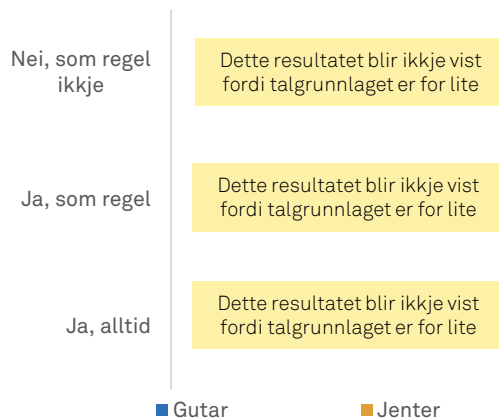 Nei, som regel
ikkje
Dette resultatet blir ikkje vist
fordi talgrunnlaget er for lite
Ja, som regel
Dette resultatet blir ikkje vist
fordi talgrunnlaget er for lite
Ja, alltid
Dette resultatet blir ikkje vist
fordi talgrunnlaget er for lite
Gutar
Jenter